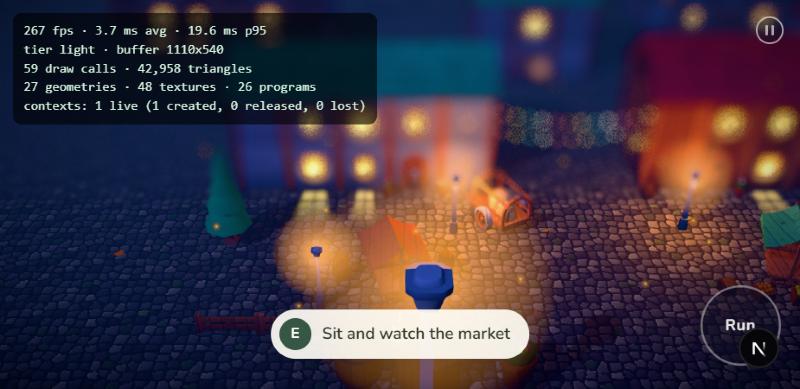 267 fps · 3.7 ms avg · 19.6 ms p95
tier light · buffer 1110x540
59 draw calls · 42,958 triangles
27 geometries · 48 textures · 26 programs
contexts: 1 live (1 created, 0 released, 0 lost)
E Sit and watch the market
Run
N